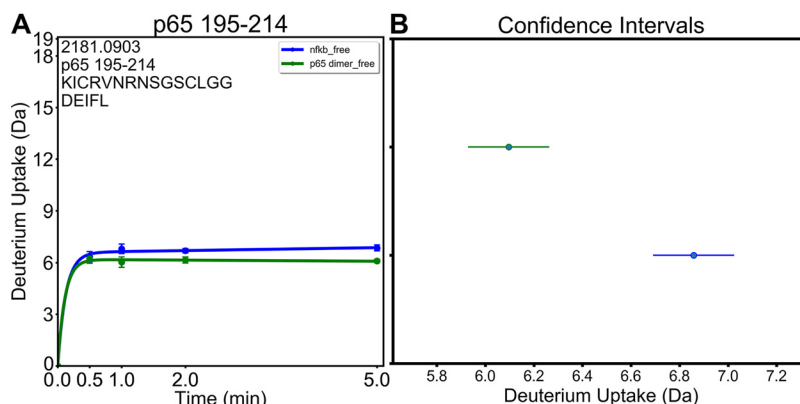 A
p65 195-214
B
Confidence Intervals
2181.0903
p65 195-214
KICRVNRNSGSCLGG
DEIFL
nfkb_free
p65 dimer_free
Deuterium Uptake (Da)
19
18
15
12
9
6
3
0
0.0 0.5 1.0 2.0 5.0
Time (min)
5.8 6.0 6.2 6.4 6.6 6.8 7.0 7.2
Deuterium Uptake (Da)